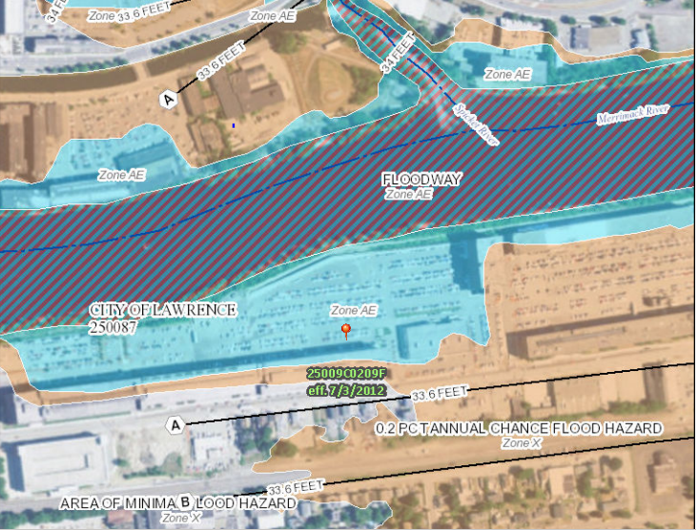 34 FE
33.6 FEET
Zone AE
33.6 FEET
A
34 FEET
Zone AE
Spicket River
Merrimack River
Zone AE
FLOODWAY
Zone AE
CITY OF LAWRENCE
250087
Zone AE
25009C0209F
eff. 7/3/2012
33.6 FEET
A
0.2 PCT ANNUAL CHANCE FLOOD HAZARD
Zone X
33.6 FEET
AREA OF MINIMA B LOOD HAZARD
Zone X